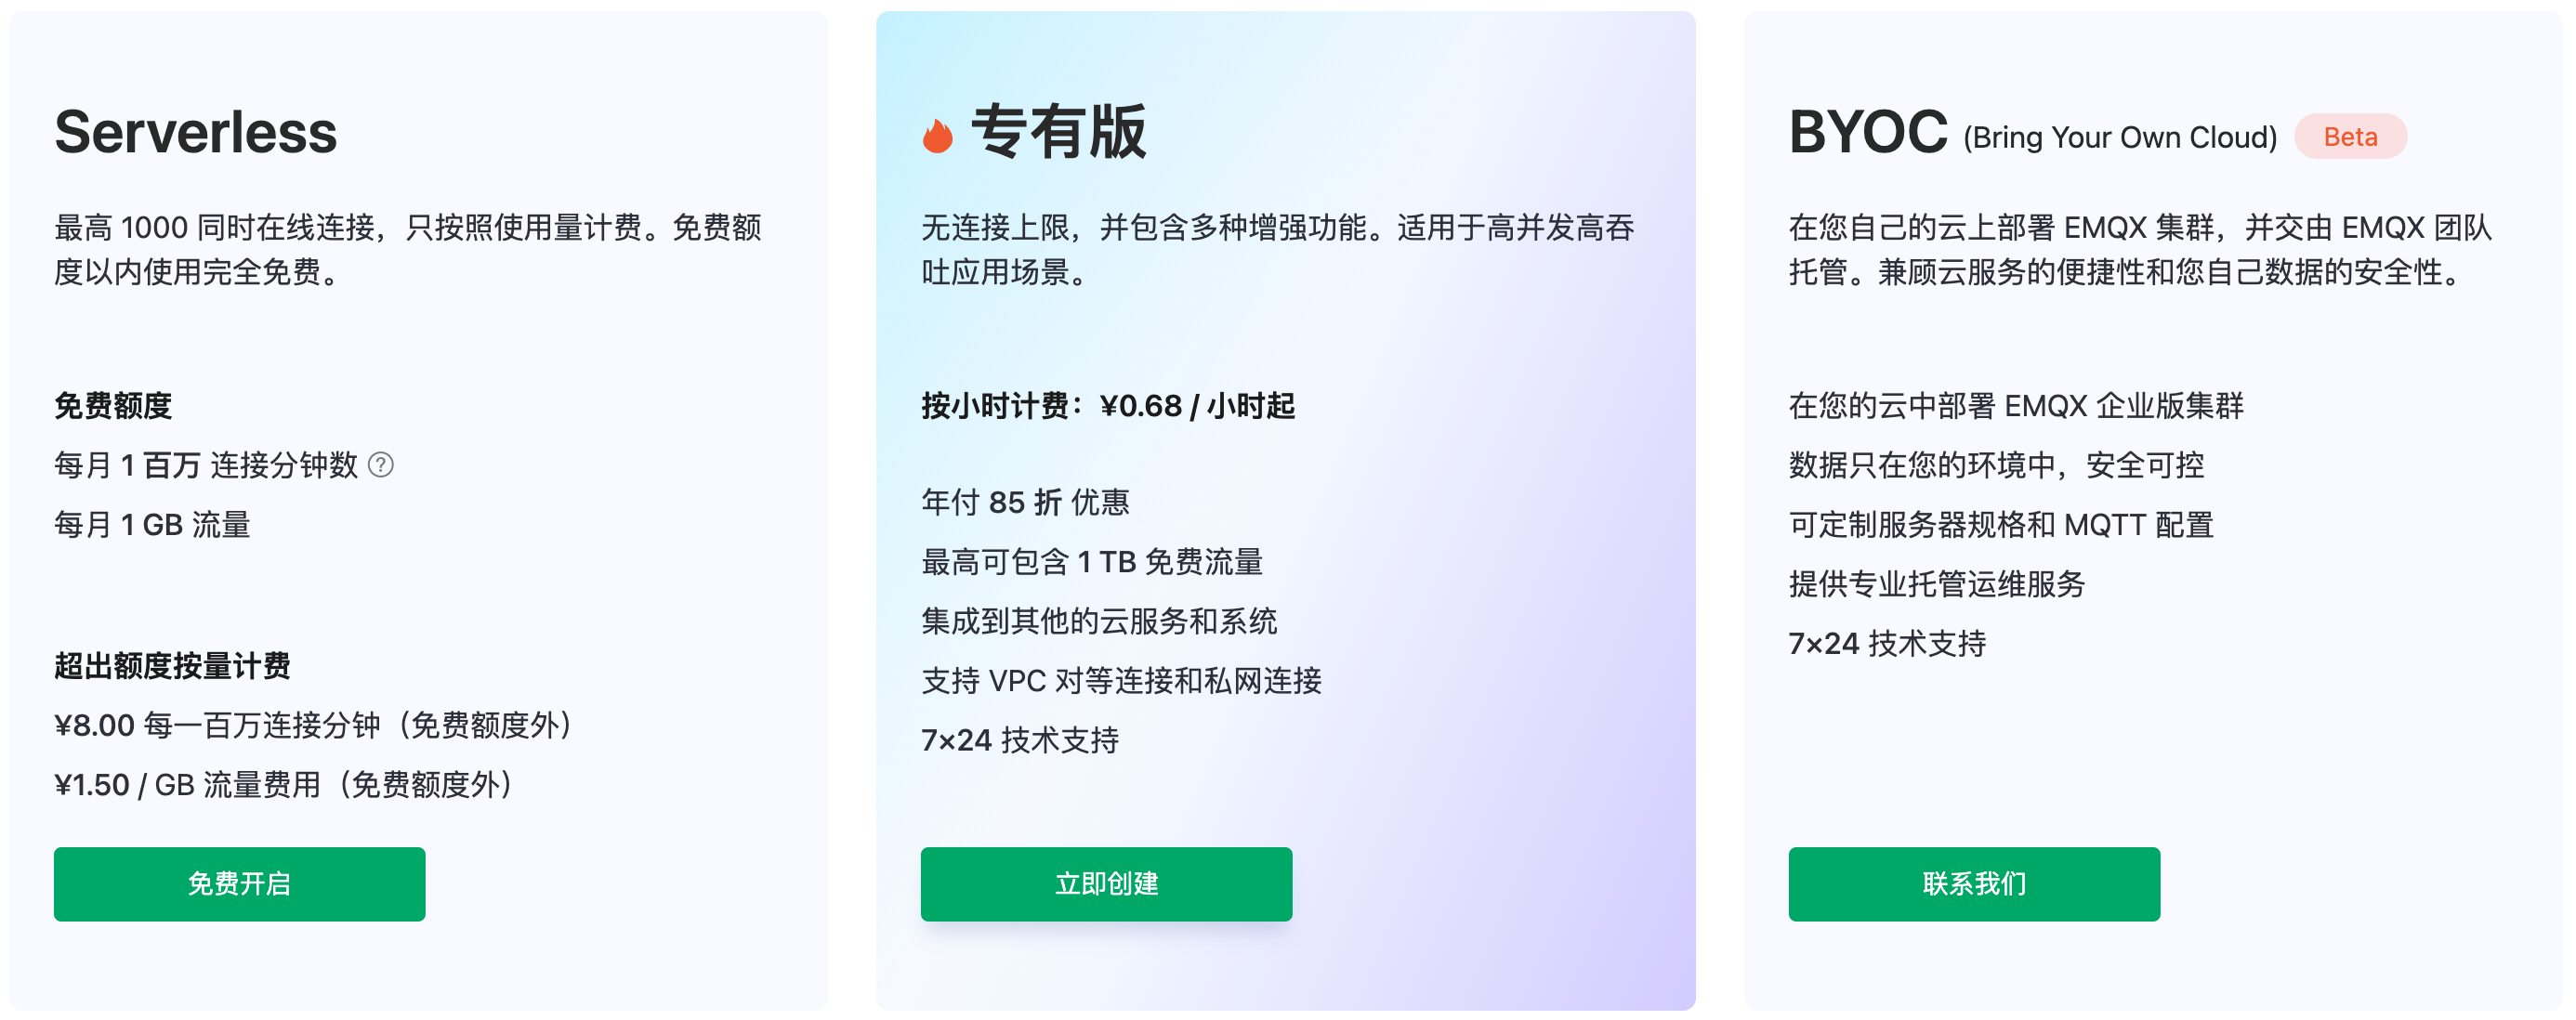 Serverless
最高 1000 同时在线连接，只按照使用量计费。免费额
度以内使用完全免费。
免费额度
每月 1 百万 连接分钟数 ?
每月 1 GB 流量
超出额度按量计费
¥8.00 每一百万连接分钟（免费额度外）
¥1.50 / GB 流量费用（免费额度外）
免费开启
专有版
无连接上限，并包含多种增强功能。适用于高并发高吞
吐应用场景。
按小时计费：¥0.68 / 小时起
年付 85 折 优惠
最高可包含 1 TB 免费流量
集成到其他的云服务和系统
支持 VPC 对等连接和私网连接
7×24 技术支持
立即创建
BYOC (Bring Your Own Cloud) Beta
在您自己的云上部署 EMQX 集群，并交由 EMQX 团队
托管。兼顾云服务的便捷性和您自己数据的安全性。
在您的云中部署 EMQX 企业版集群
数据只在您的环境中，安全可控
可定制服务器规格和 MQTT 配置
提供专业托管运维服务
7×24 技术支持
联系我们